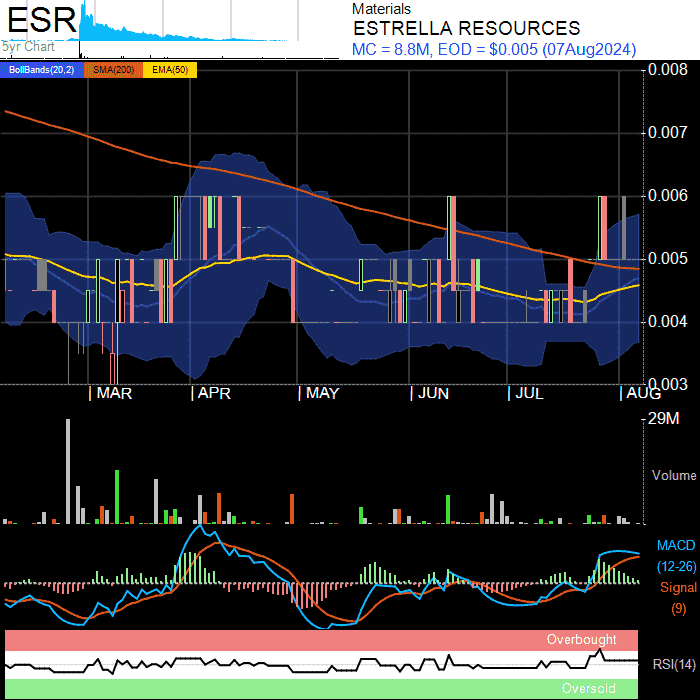 ESR
5yr Chart
Materials
ESTRELLA RESOURCES
MC = 8.8M, EOD = $0.005 (07Aug2024)
BollBands(20,2) SMA(200) EMA(50)
0.008
0.007
0.006
0.005
0.004
0.003
MAR APR MAY JUN JUL AUG
29M
Volume
MACD
(12-26)
Signal
(9)
Overbought
RSI(14)
Oversold